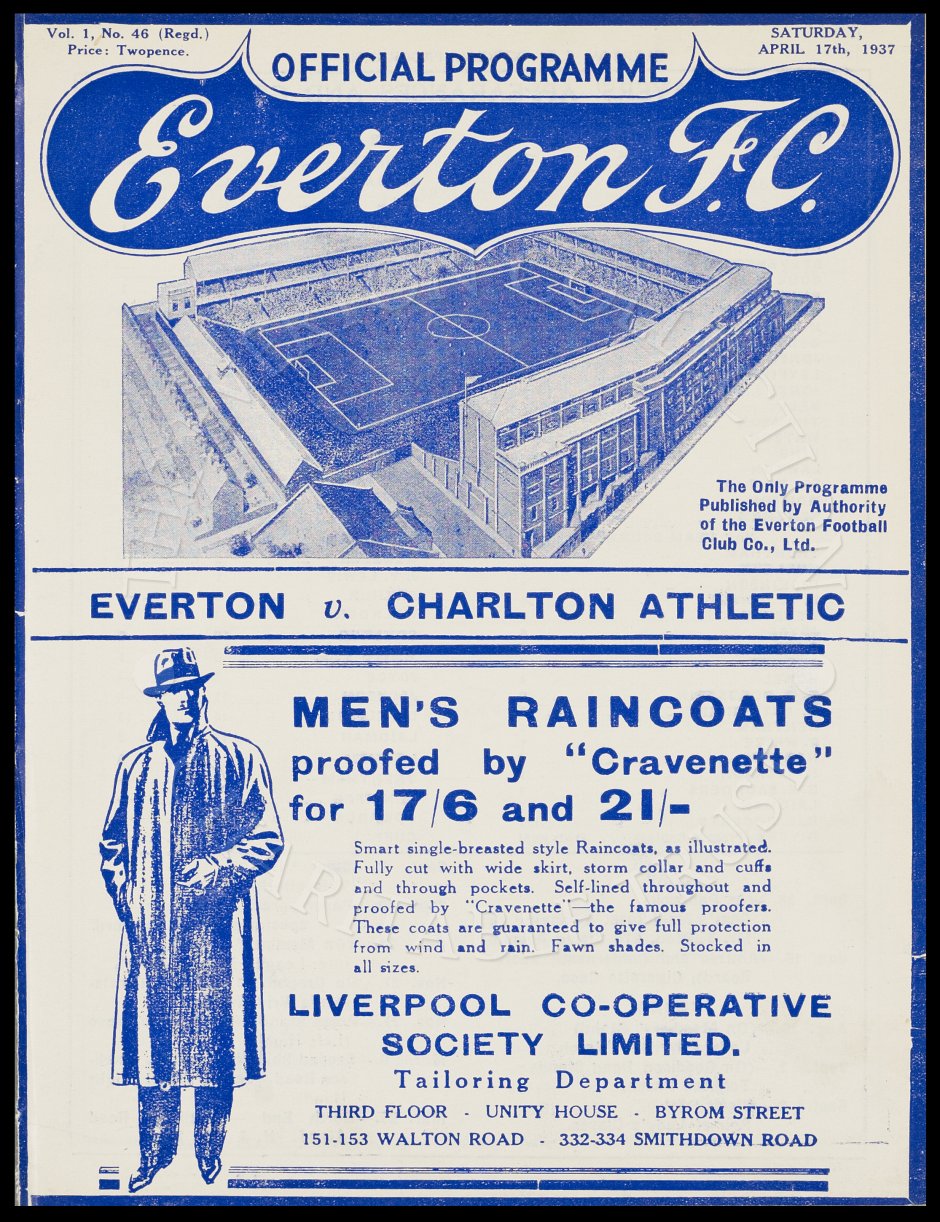 Vol. 1, No. 46 (Regd.)
Price: Twopence.
SATURDAY,
APRIL 17th, 1937
OFFICIAL PROGRAMME
Everton F.C.
The Only Programme
Published by Authority
of the Everton Football
Club Co., Ltd.
EVERTON v. CHARLTON ATHLETIC
MEN'S RAINCOATS
proofed by "Cravenette"
for 17/6 and 21/-
Smart single-breasted style Raincoats, as illustrated.
Fully cut with wide skirt, storm collar and cuffs
and through pockets. Self-lined throughout and
proofed by "Cravenette"—the famous proofers.
These coats are guaranteed to give full protection
from wind and rain. Fawn shades. Stocked in
all sizes.
LIVERPOOL CO-OPERATIVE
SOCIETY LIMITED.
Tailoring Department
THIRD FLOOR - UNITY HOUSE - BYROM STREET
151-153 WALTON ROAD - 332-334 SMITHDOWN ROAD